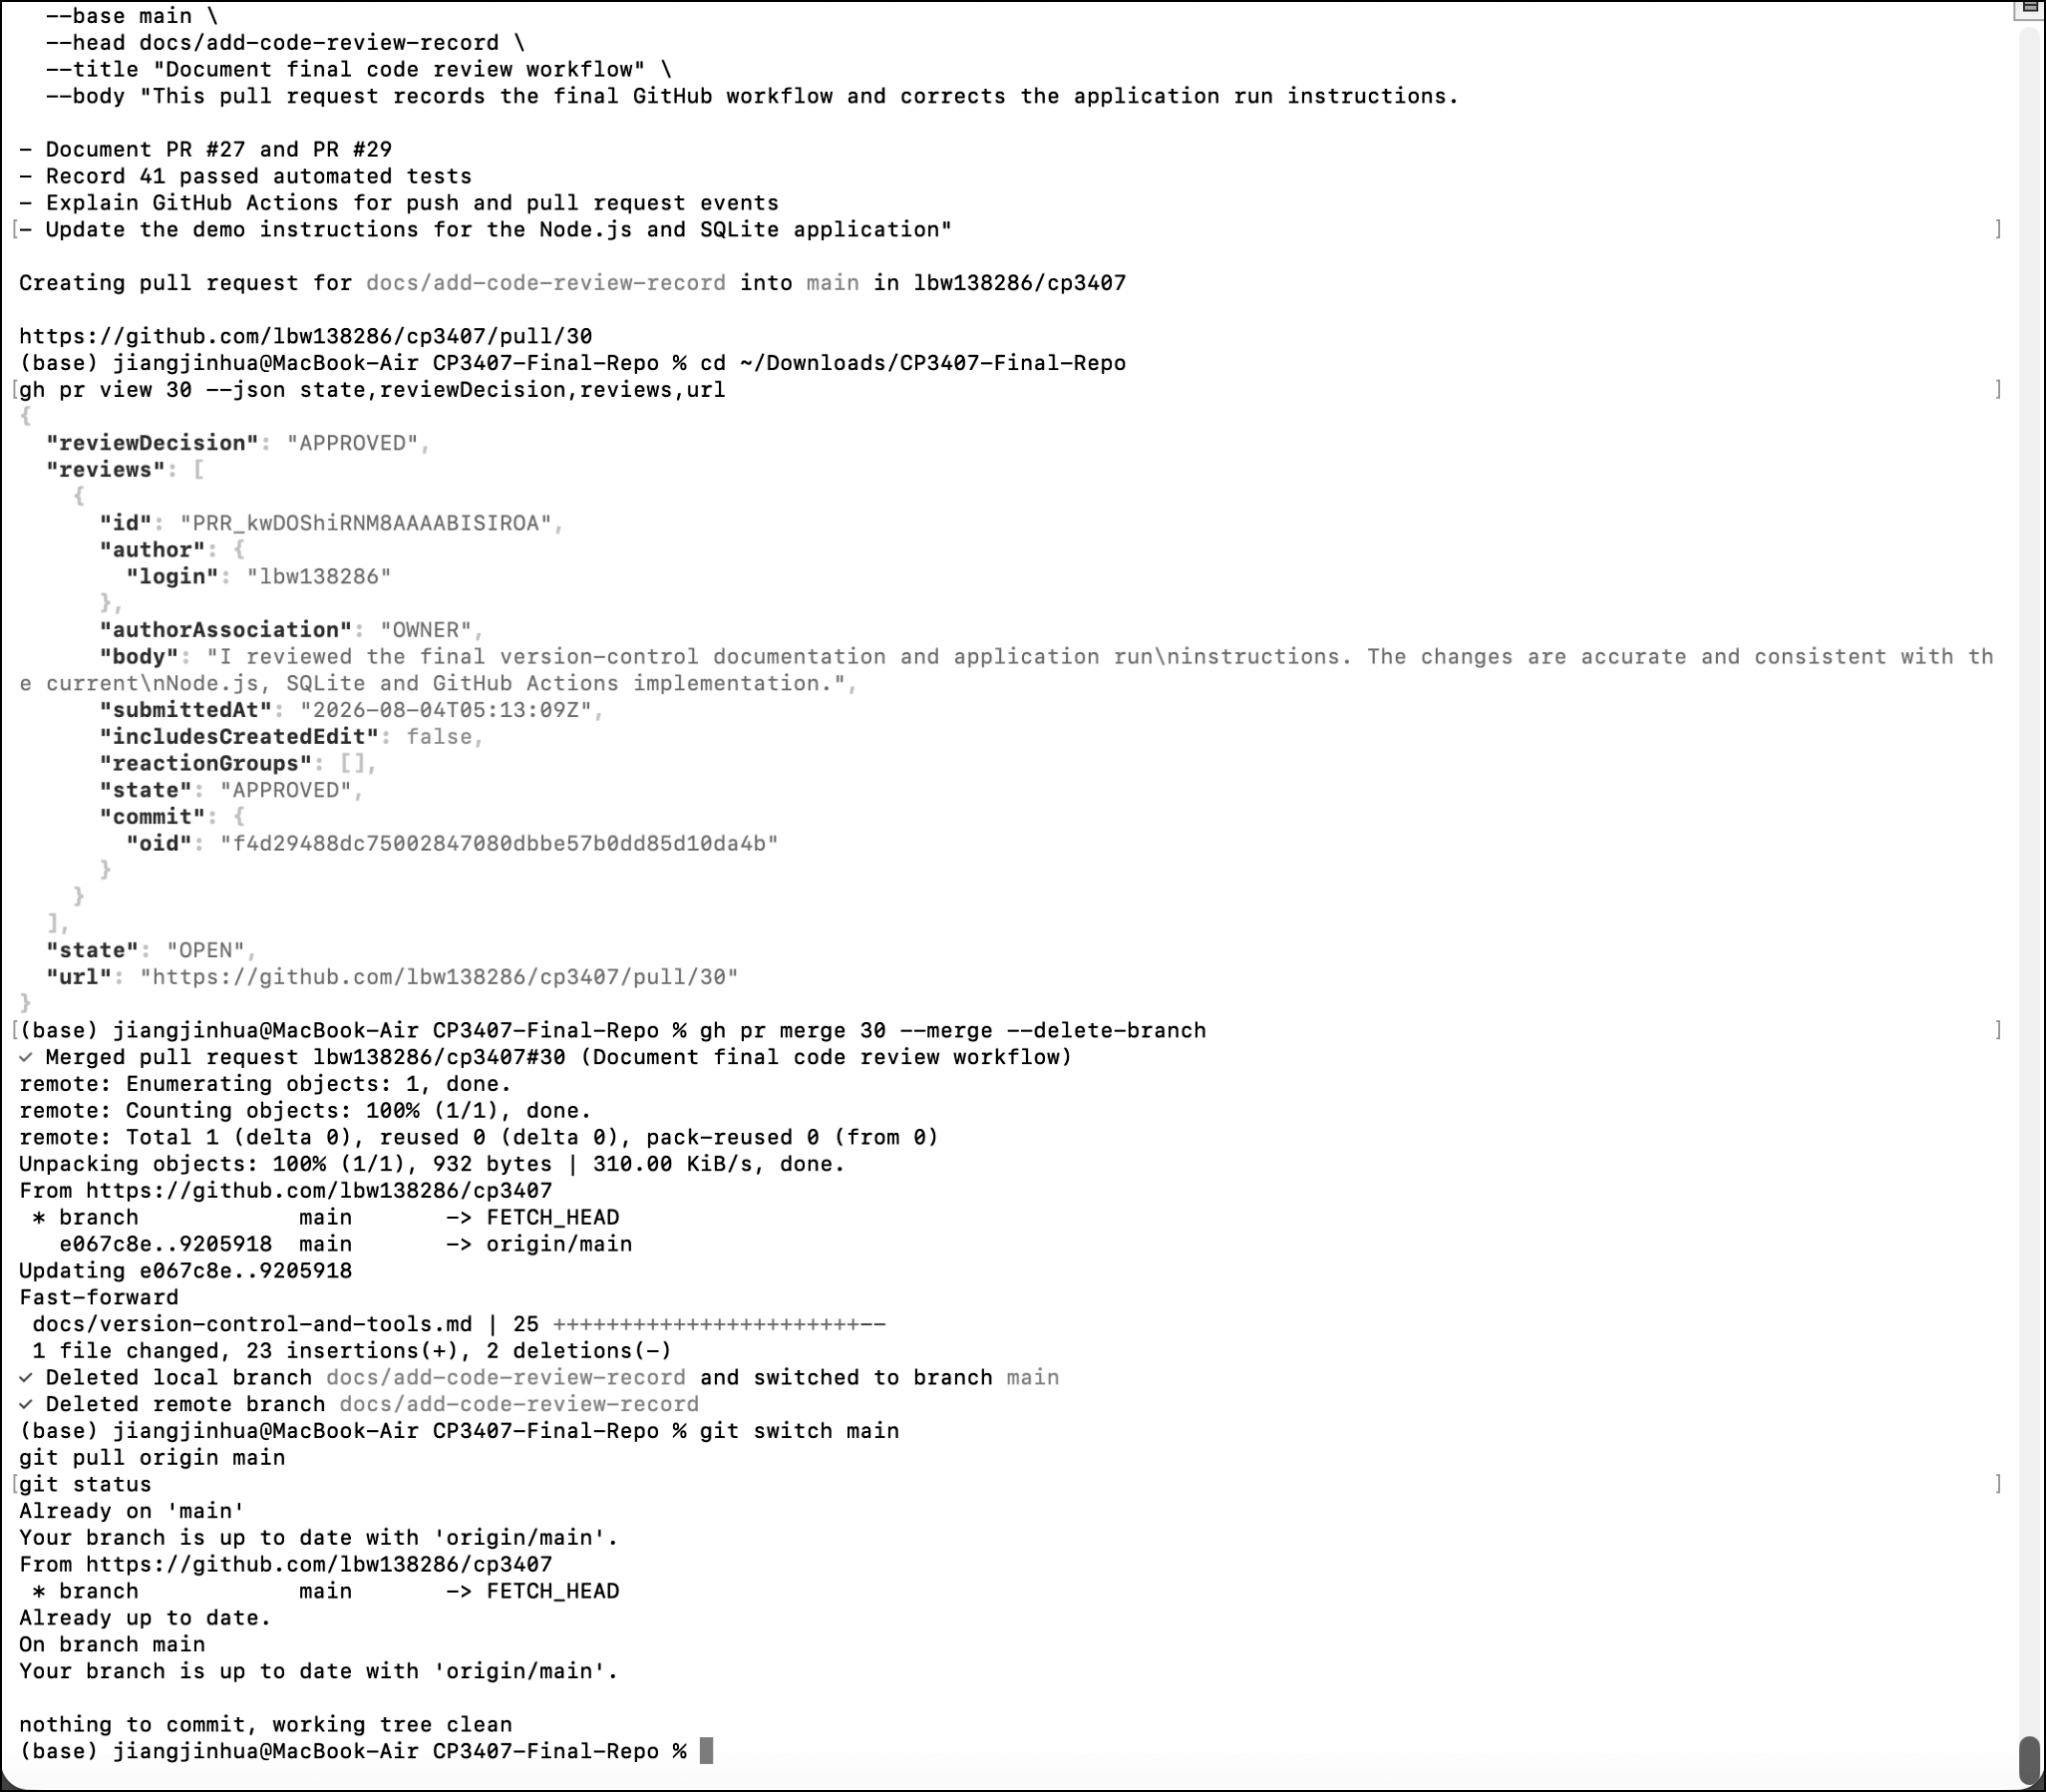 --base main \
  --head docs/add-code-review-record \
  --title "Document final code review workflow" \
  --body "This pull request records the final GitHub workflow and corrects the application run instructions.

- Document PR #27 and PR #29
- Record 41 passed automated tests
- Explain GitHub Actions for push and pull request events
[- Update the demo instructions for the Node.js and SQLite application" ]

Creating pull request for docs/add-code-review-record into main in lbw138286/cp3407

https://github.com/lbw138286/cp3407/pull/30
(base) jiangjinhua@MacBook-Air CP3407-Final-Repo % cd ~/Downloads/CP3407-Final-Repo
[gh pr view 30 --json state,reviewDecision,reviews,url ]
{
  "reviewDecision": "APPROVED",
  "reviews": [
    {
      "id": "PRR_kwDOShiRNM8AAAABISIROA",
      "author": {
        "login": "lbw138286"
      },
      "authorAssociation": "OWNER",
      "body": "I reviewed the final version-control documentation and application run\ninstructions. The changes are accurate and consistent with th
e current\nNode.js, SQLite and GitHub Actions implementation.",
      "submittedAt": "2026-08-04T05:13:09Z",
      "includesCreatedEdit": false,
      "reactionGroups": [],
      "state": "APPROVED",
      "commit": {
        "oid": "f4d29488dc75002847080dbbe57b0dd85d10da4b"
      }
    }
  ],
  "state": "OPEN",
  "url": "https://github.com/lbw138286/cp3407/pull/30"
}
[(base) jiangjinhua@MacBook-Air CP3407-Final-Repo % gh pr merge 30 --merge --delete-branch ]
✓ Merged pull request lbw138286/cp3407#30 (Document final code review workflow)
remote: Enumerating objects: 1, done.
remote: Counting objects: 100% (1/1), done.
remote: Total 1 (delta 0), reused 0 (delta 0), pack-reused 0 (from 0)
Unpacking objects: 100% (1/1), 932 bytes | 310.00 KiB/s, done.
From https://github.com/lbw138286/cp3407
 * branch            main       -> FETCH_HEAD
   e067c8e..9205918  main       -> origin/main
Updating e067c8e..9205918
Fast-forward
 docs/version-control-and-tools.md | 25 +++++++++++++++++++++++--
 1 file changed, 23 insertions(+), 2 deletions(-)
✓ Deleted local branch docs/add-code-review-record and switched to branch main
✓ Deleted remote branch docs/add-code-review-record
(base) jiangjinhua@MacBook-Air CP3407-Final-Repo % git switch main
git pull origin main
[git status ]
Already on 'main'
Your branch is up to date with 'origin/main'.
From https://github.com/lbw138286/cp3407
 * branch            main       -> FETCH_HEAD
Already up to date.
On branch main
Your branch is up to date with 'origin/main'.

nothing to commit, working tree clean
(base) jiangjinhua@MacBook-Air CP3407-Final-Repo %